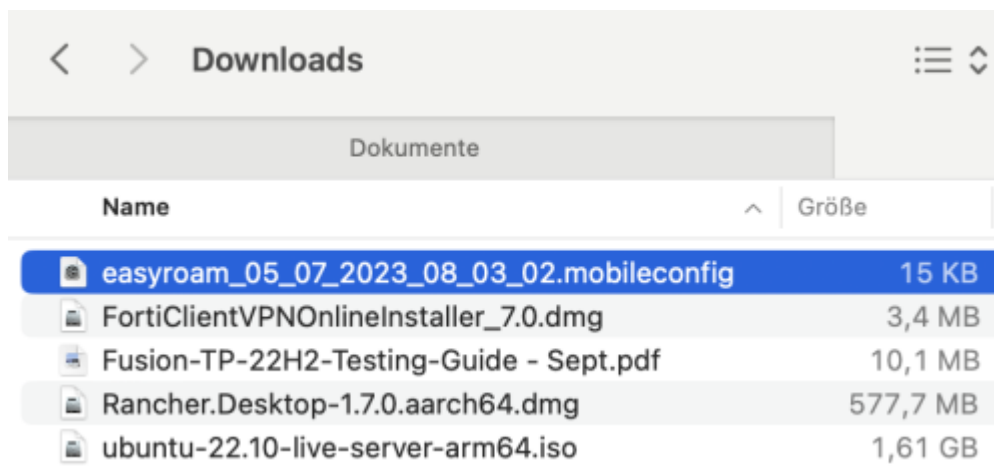 Downloads
Dokumente
Name Größe
easyroam_05_07_2023_08_03_02.mobileconfig 15 KB
FortiClientVPNOnlineInstaller_7.0.dmg 3,4 MB
Fusion-TP-22H2-Testing-Guide - Sept.pdf 10,1 MB
Rancher.Desktop-1.7.0.aarch64.dmg 577,7 MB
ubuntu-22.10-live-server-arm64.iso 1,61 GB